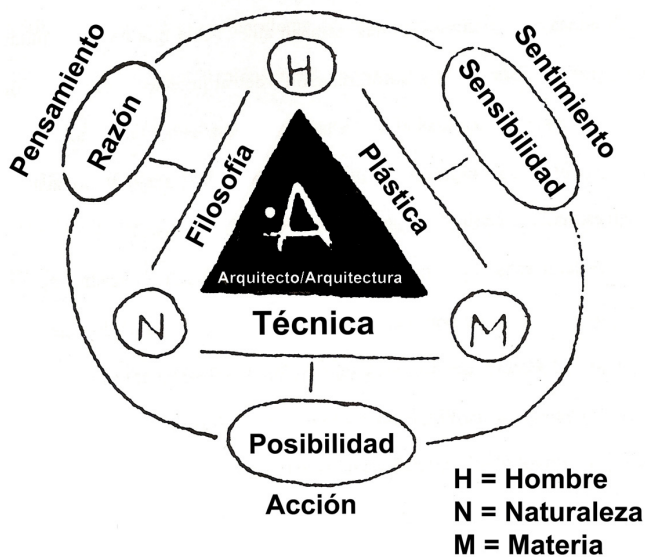 Pensamiento
Razón
H
Sentimiento
Sensibilidad
Filosofía
Plástica
A
Arquitecto/Arquitectura
N
Técnica
M
Posibilidad
Acción
H = Hombre
N = Naturaleza
M = Materia